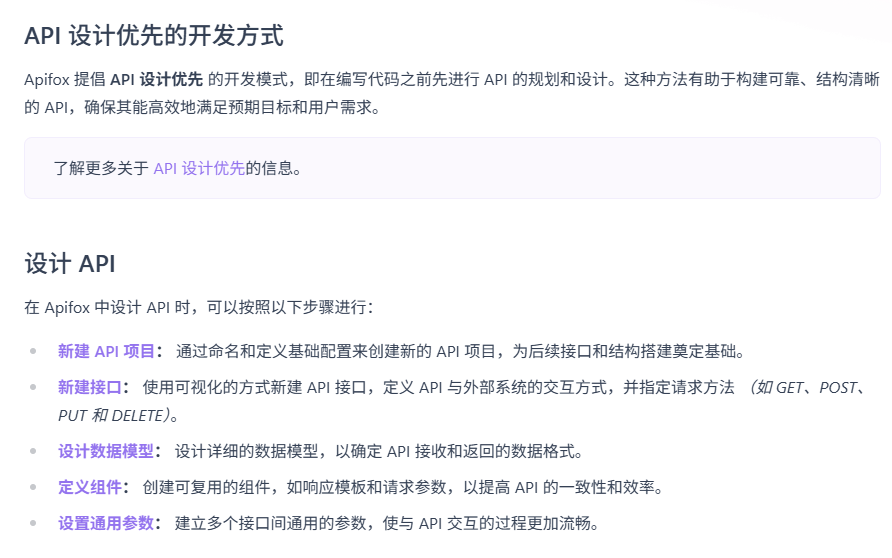 API 设计优先的开发方式
Apifox 提倡 API 设计优先 的开发模式，即在编写代码之前先进行 API 的规划和设计。这种方法有助于构建可靠、结构清晰
的 API，确保其能高效地满足预期目标和用户需求。
了解更多关于 API 设计优先的信息。
设计 API
在 Apifox 中设计 API 时，可以按照以下步骤进行：
新建 API 项目： 通过命名和定义基础配置来创建新的 API 项目，为后续接口和结构搭建奠定基础。
新建接口： 使用可视化的方式新建 API 接口，定义 API 与外部系统的交互方式，并指定请求方法 （如 GET、POST、
PUT 和 DELETE）。
设计数据模型： 设计详细的数据模型，以确定 API 接收和返回的数据格式。
定义组件： 创建可复用的组件，如响应模板和请求参数，以提高 API 的一致性和效率。
设置通用参数： 建立多个接口间通用的参数，使与 API 交互的过程更加流畅。